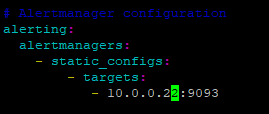 # Alertmanager configuration
alerting:
  alertmanagers:
    - static_configs:
      - targets:
        - 10.0.0.22:9093